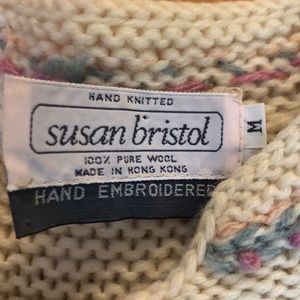 HAND KNITTED
susan bristol
100% PURE WOOL
MADE IN HONG KONG
HAND EMBROIDERED
M